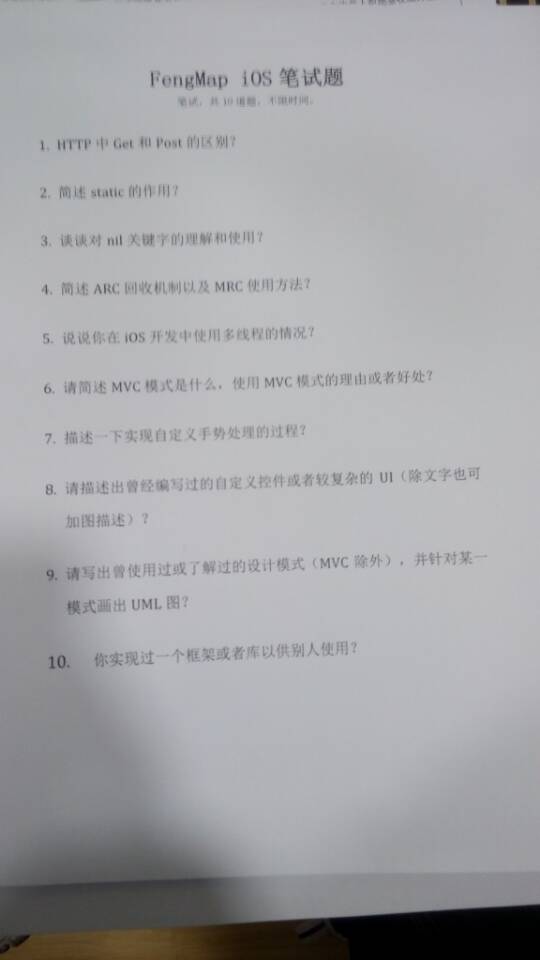 FengMap iOS 笔试题
笔试，共 10 道题，不限时间。
1. HTTP 中 Get 和 Post 的区别？
2. 简述 static 的作用？
3. 谈谈对 nil 关键字的理解和使用？
4. 简述 ARC 回收机制以及 MRC 使用方法？
5. 说说你在 iOS 开发中使用多线程的情况？
6. 请简述 MVC 模式是什么，使用 MVC 模式的理由或者好处？
7. 描述一下实现自定义手势处理的过程？
8. 请描述出曾经编写过的自定义控件或者较复杂的 UI（除文字也可
加图描述）？
9. 请写出曾使用过或了解过的设计模式（MVC 除外），并针对某一
模式画出 UML 图？
10. 你实现过一个框架或者库以供别人使用？